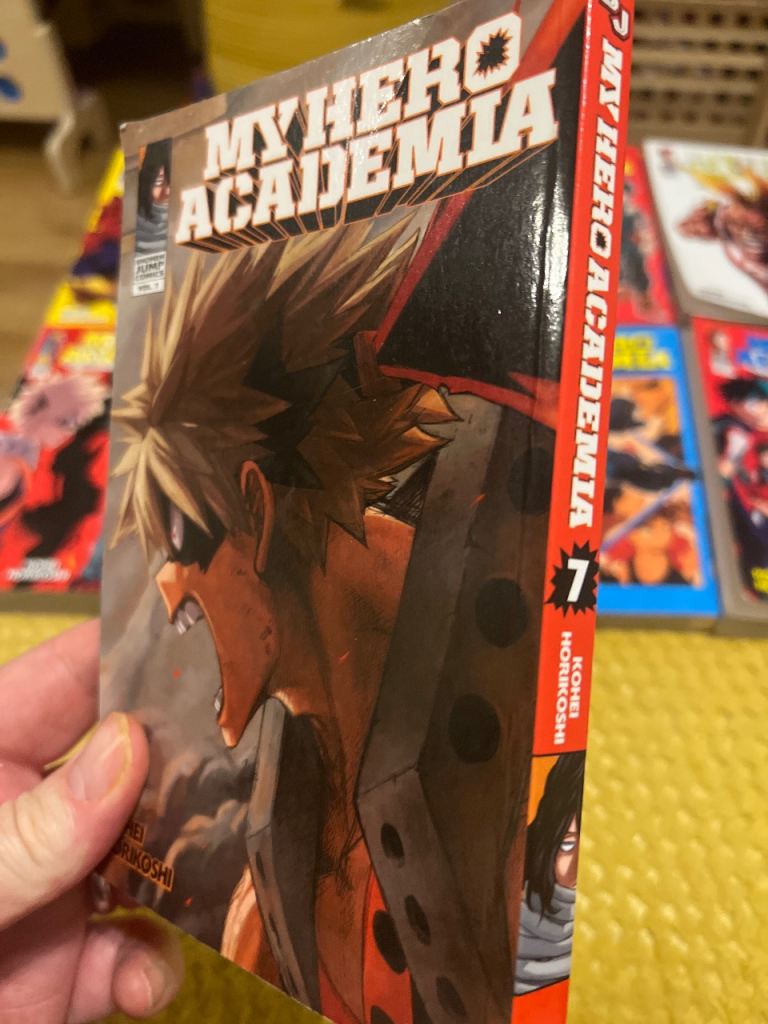 MY HERO
ACADEMIA
SHONEN
JUMP
COMICS
VOL. 7
HEI
ORIKOSHI
MY HERO ACADEMIA
7
KOHEI
HORIKOSHI